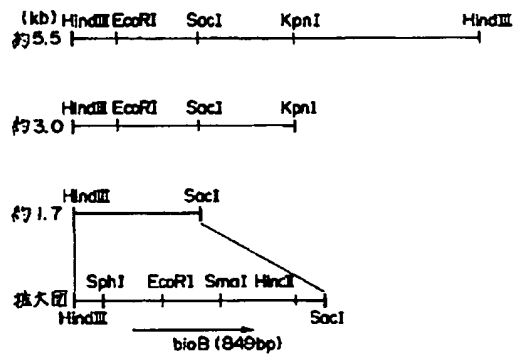 (kb) HindIII EcoRI SacI KpnI HindIII
約5.5
HindIII EcoRI SacI KpnI
約3.0
HindIII SacI
約1.7
SphI EcoRI SmaI HincII
拡大図
HindIII SacI
bioB (849bp)